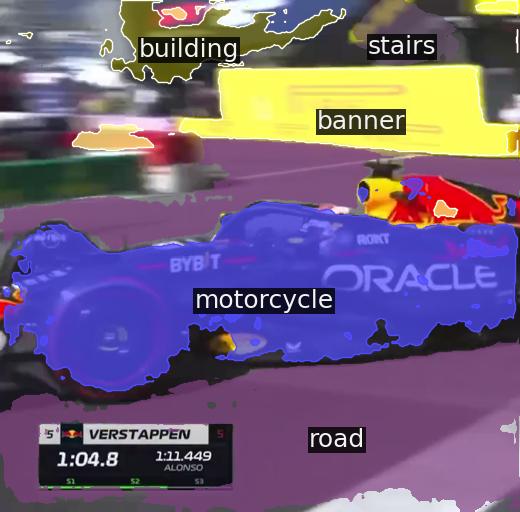 building
stairs
banner
ROKT
BYBIT
ORACLE
motorcycle
road
5 VERSTAPPEN 5
1:04.8
1:11.449
ALONSO
S1 S2 S3